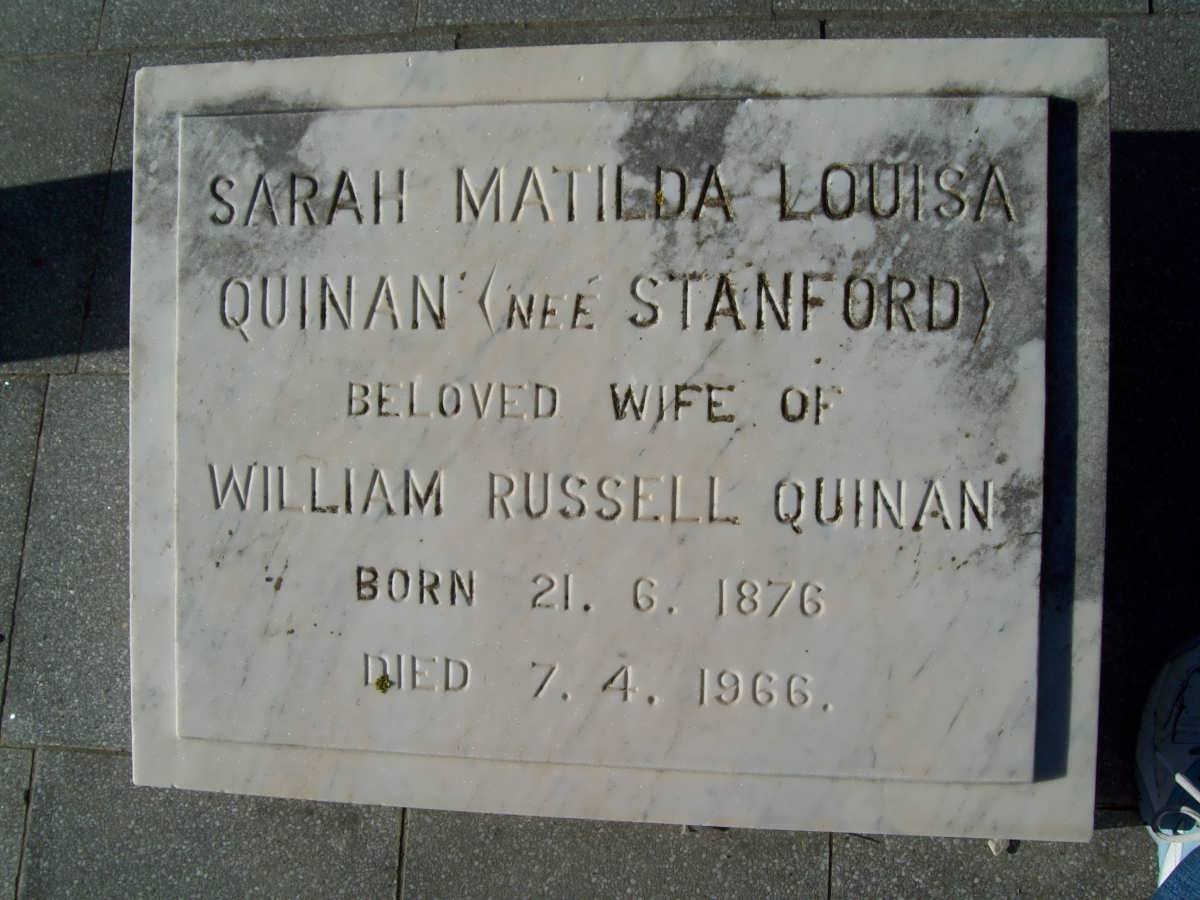 SARAH MATILDA LOUISA
QUINAN (NEÉ STANFORD)
BELOVED WIFE OF
WILLIAM RUSSELL QUINAN
BORN 21. 6. 1876
DIED 7. 4. 1966.